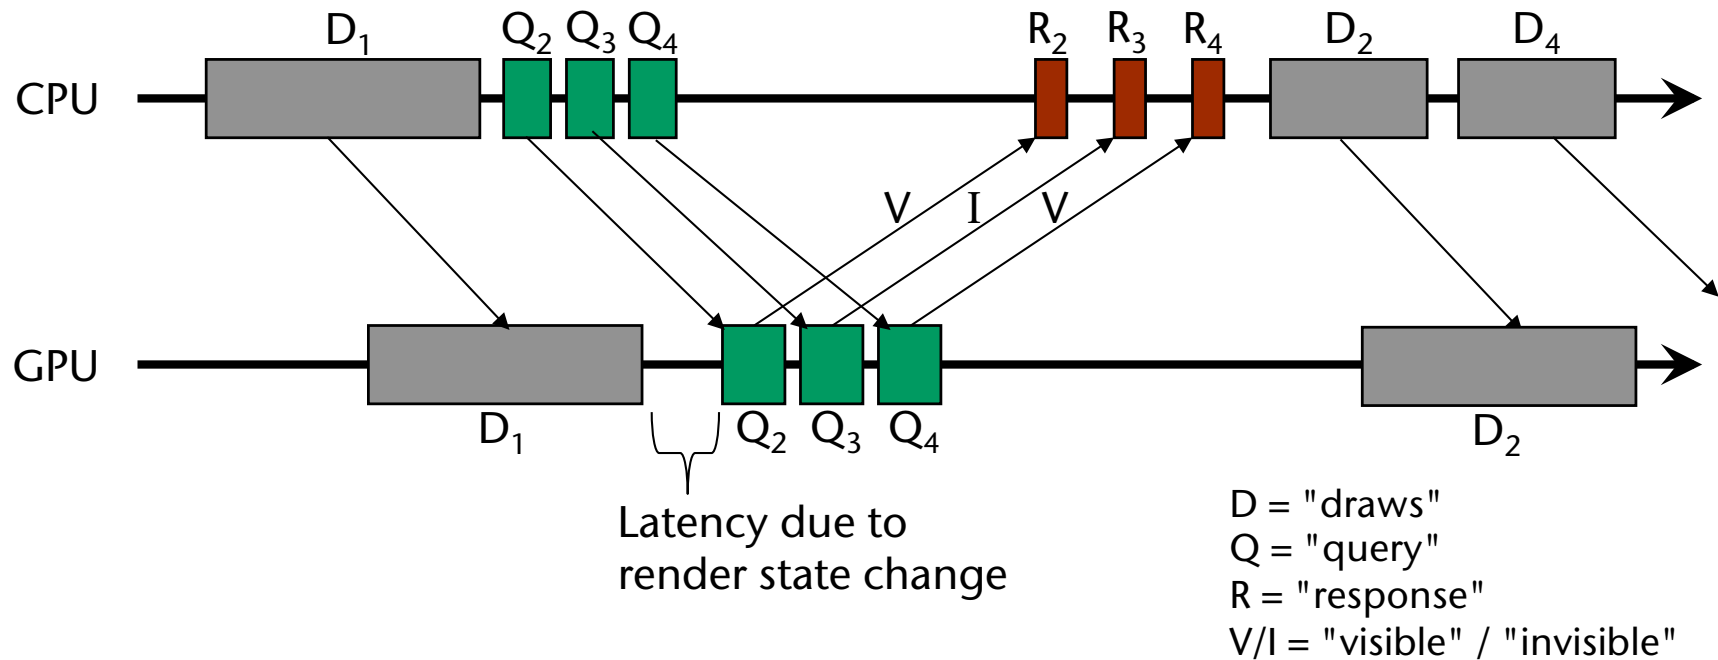 D₁ Q₂ Q₃ Q₄ R₂ R₃ R₄ D₂ D₄
CPU
V I V
GPU
D₁ Q₂ Q₃ Q₄ D₂
Latency due to
render state change
D = "draws"
Q = "query"
R = "response"
V/I = "visible" / "invisible"